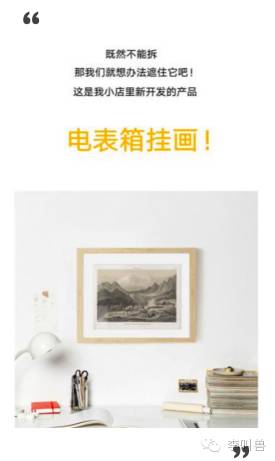 “
既然不能拆
那我们就想办法遮住它吧！
这是我小店里新开发的产品
电表箱挂画！
李叫兽
”